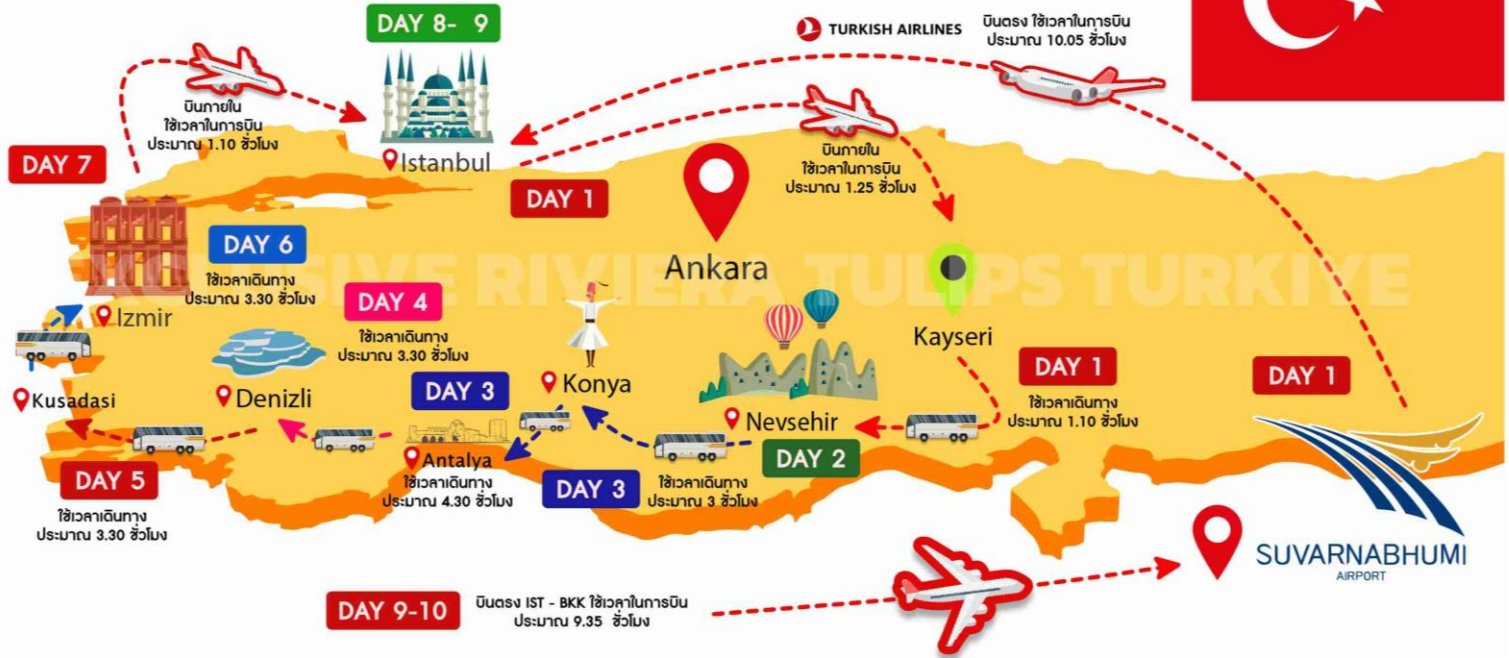 DAY 8- 9
TURKISH AIRLINES
บินตรง ใช้เวลาในการบิน
ประมาณ 10.05 ชั่วโมง
บินภายใน
ใช้เวลาในการบิน
ประมาณ 1.10 ชั่วโมง
Istanbul
DAY 7
บินภายใน
ใช้เวลาในการบิน
ประมาณ 1.25 ชั่วโมง
DAY 1
Ankara
DAY 6
ใช้เวลาเดินทาง
ประมาณ 3.30 ชั่วโมง
SIVE RIVIERA TULIPS TURKIYE
Izmir
DAY 4
ใช้เวลาเดินทาง
ประมาณ 3.30 ชั่วโมง
Kayseri
DAY 1
ใช้เวลาเดินทาง
ประมาณ 1.10 ชั่วโมง
DAY 1
Kusadasi
Denizli
DAY 3
Konya
Nevsehir
DAY 2
Antalya
ใช้เวลาเดินทาง
ประมาณ 4.30 ชั่วโมง
DAY 3
ใช้เวลาเดินทาง
ประมาณ 3 ชั่วโมง
DAY 5
ใช้เวลาเดินทาง
ประมาณ 3.30 ชั่วโมง
SUVARNABHUMI
AIRPORT
DAY 9-10
บินตรง IST - BKK ใช้เวลาในการบิน
ประมาณ 9.35 ชั่วโมง